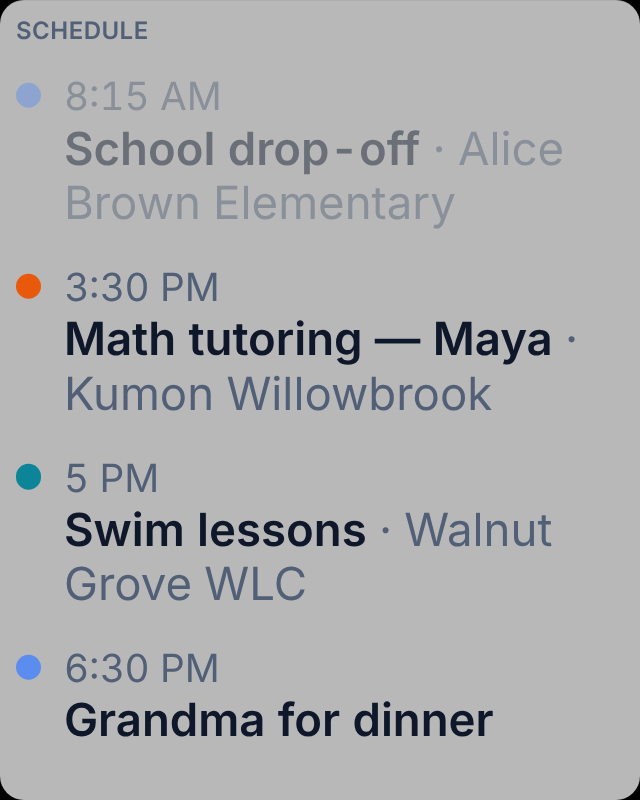 SCHEDULE
8:15 AM
School drop-off · Alice
Brown Elementary
3:30 PM
Math tutoring — Maya ·
Kumon Willowbrook
5 PM
Swim lessons · Walnut
Grove WLC
6:30 PM
Grandma for dinner